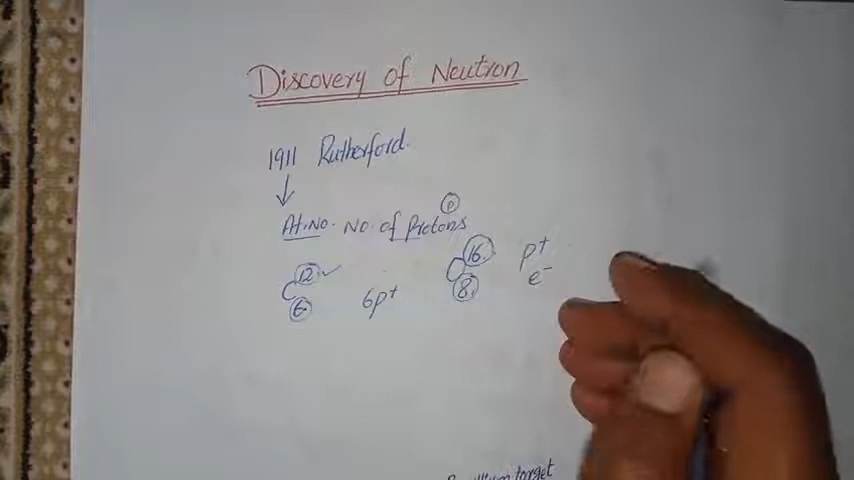 Discovery of Neutron
1911 Rutherford.
↓
At.No. No. of Protons (p)
C 12 6 ✓ 6p+ O 16 8 p+ e-
target